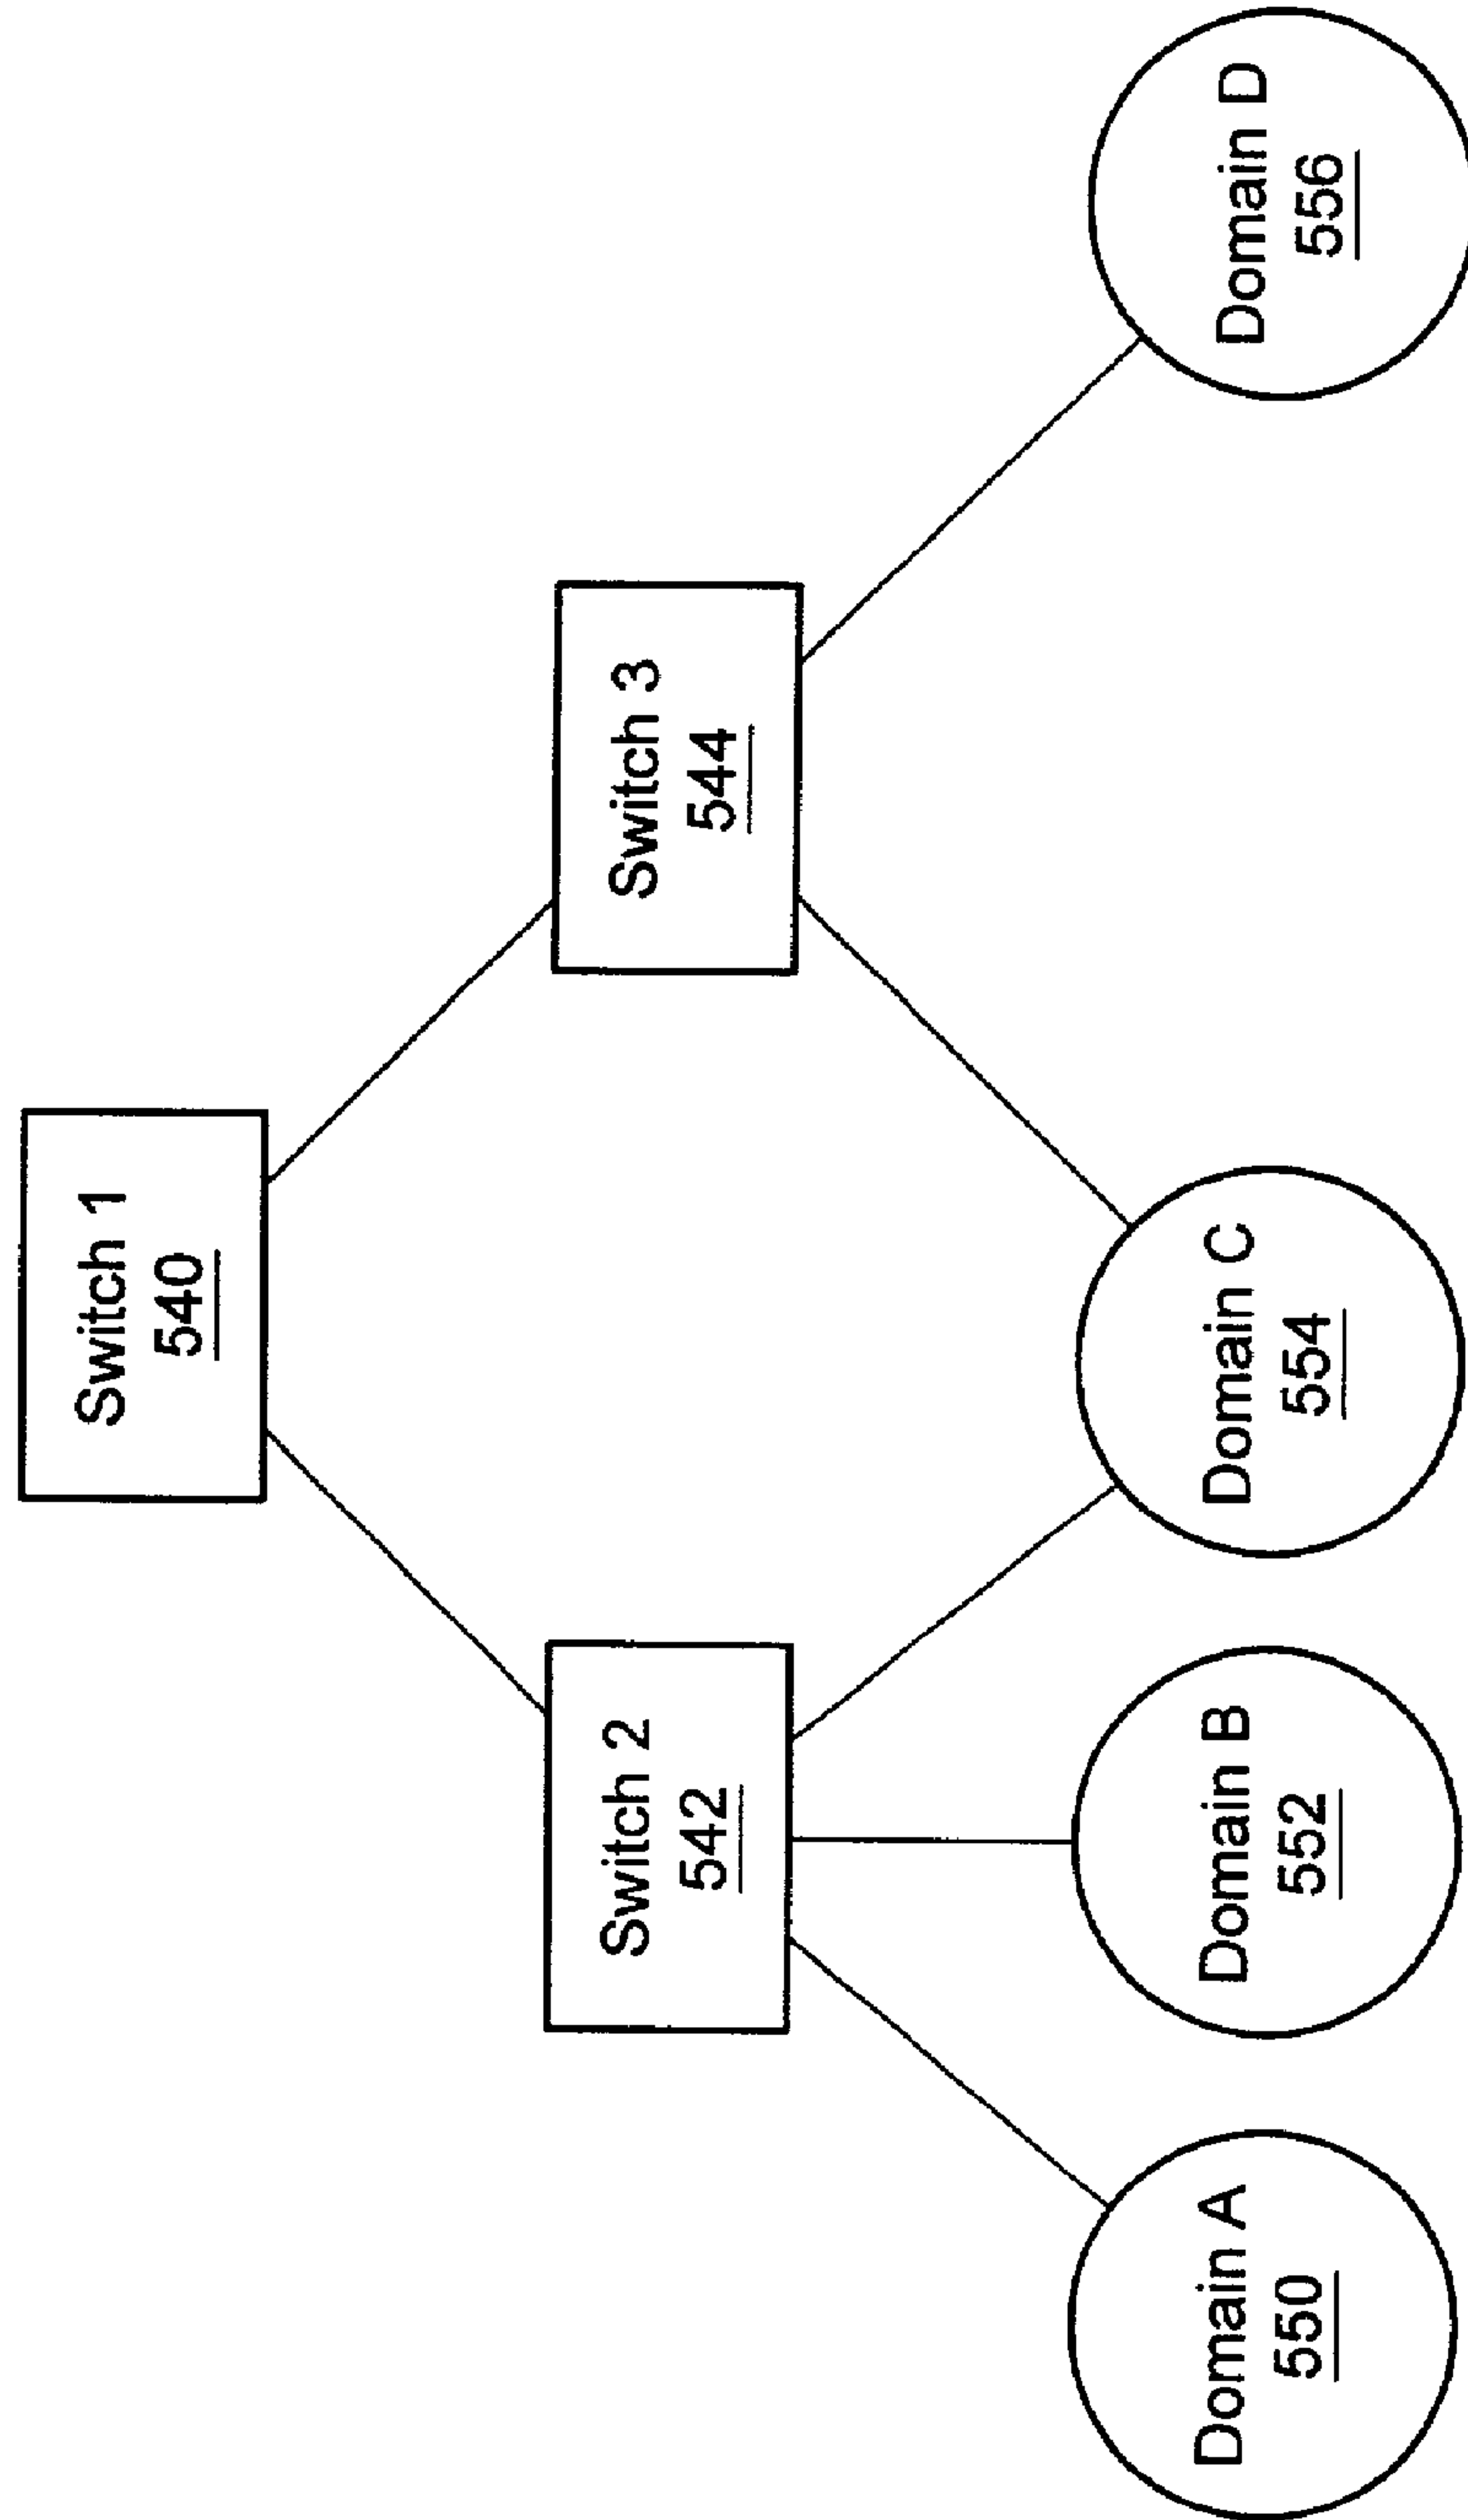 Switch 1
540
Switch 2
542
Switch 3
544
Domain A
550
Domain B
552
Domain C
554
Domain D
556